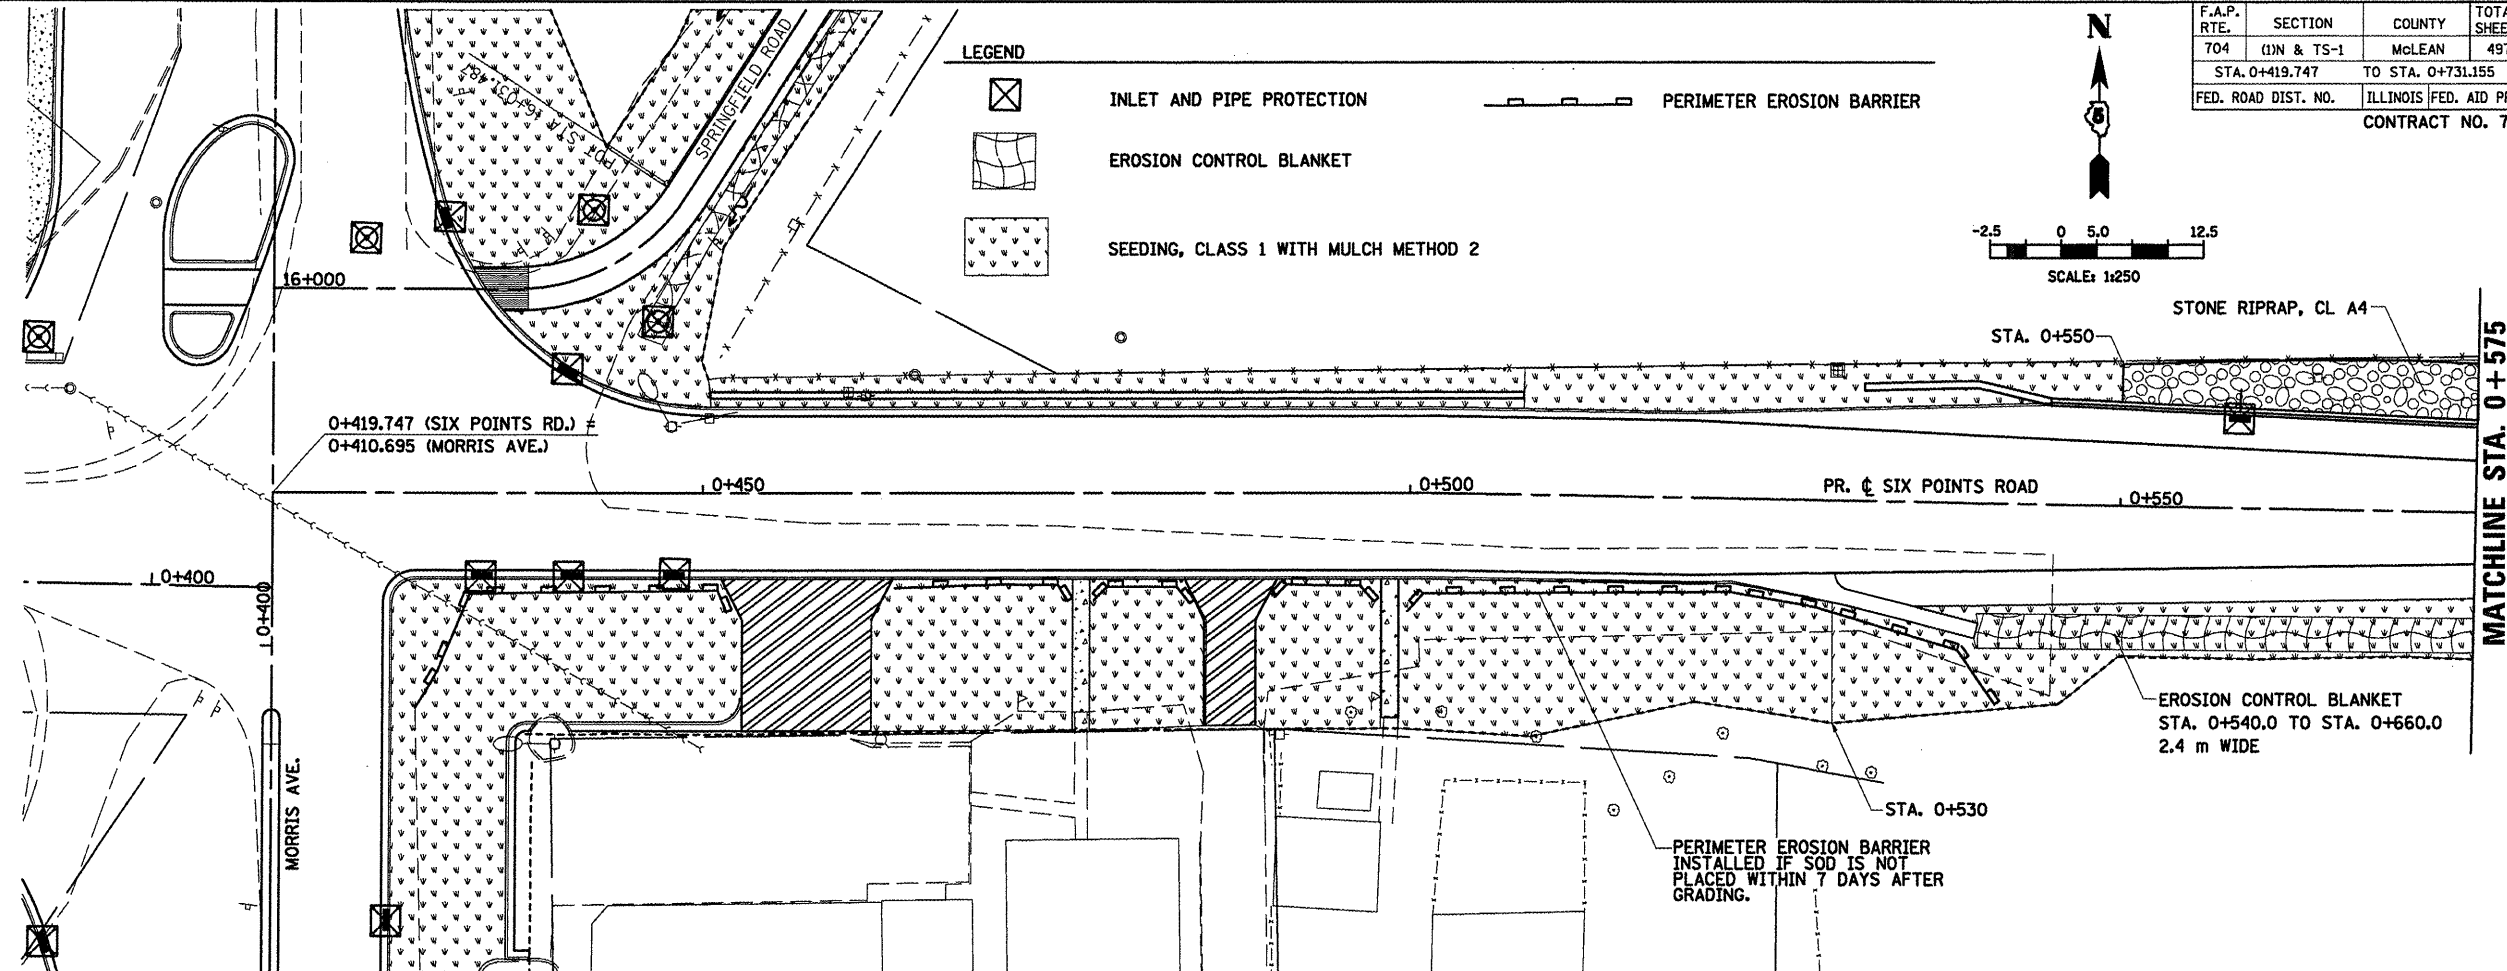 F.A.P. RTE.
SECTION
COUNTY
704
(1)N & TS-1
McLEAN
STA. 0+419.747
TO STA. 0+731.155
FED. ROAD DIST. NO.
ILLINOIS
FED. AID
CONTRACT NO. 7
N
5
LEGEND
INLET AND PIPE PROTECTION
PERIMETER EROSION BARRIER
EROSION CONTROL BLANKET
SEEDING, CLASS 1 WITH MULCH METHOD 2
-2.5 0 5.0 12.5
SCALE: 1:250
SPRINGFIELD ROAD
16+000
STONE RIPRAP, CL A4
STA. 0+550
MATCHLINE STA. 0+575
0+419.747 (SIX POINTS RD.) =
0+410.695 (MORRIS AVE.)
0+450
0+500
PR. ℄ SIX POINTS ROAD
0+550
0+400
0+400
MORRIS AVE.
EROSION CONTROL BLANKET
STA. 0+540.0 TO STA. 0+660.0
2.4 m WIDE
STA. 0+530
PERIMETER EROSION BARRIER
INSTALLED IF SOD IS NOT
PLACED WITHIN 7 DAYS AFTER
GRADING.